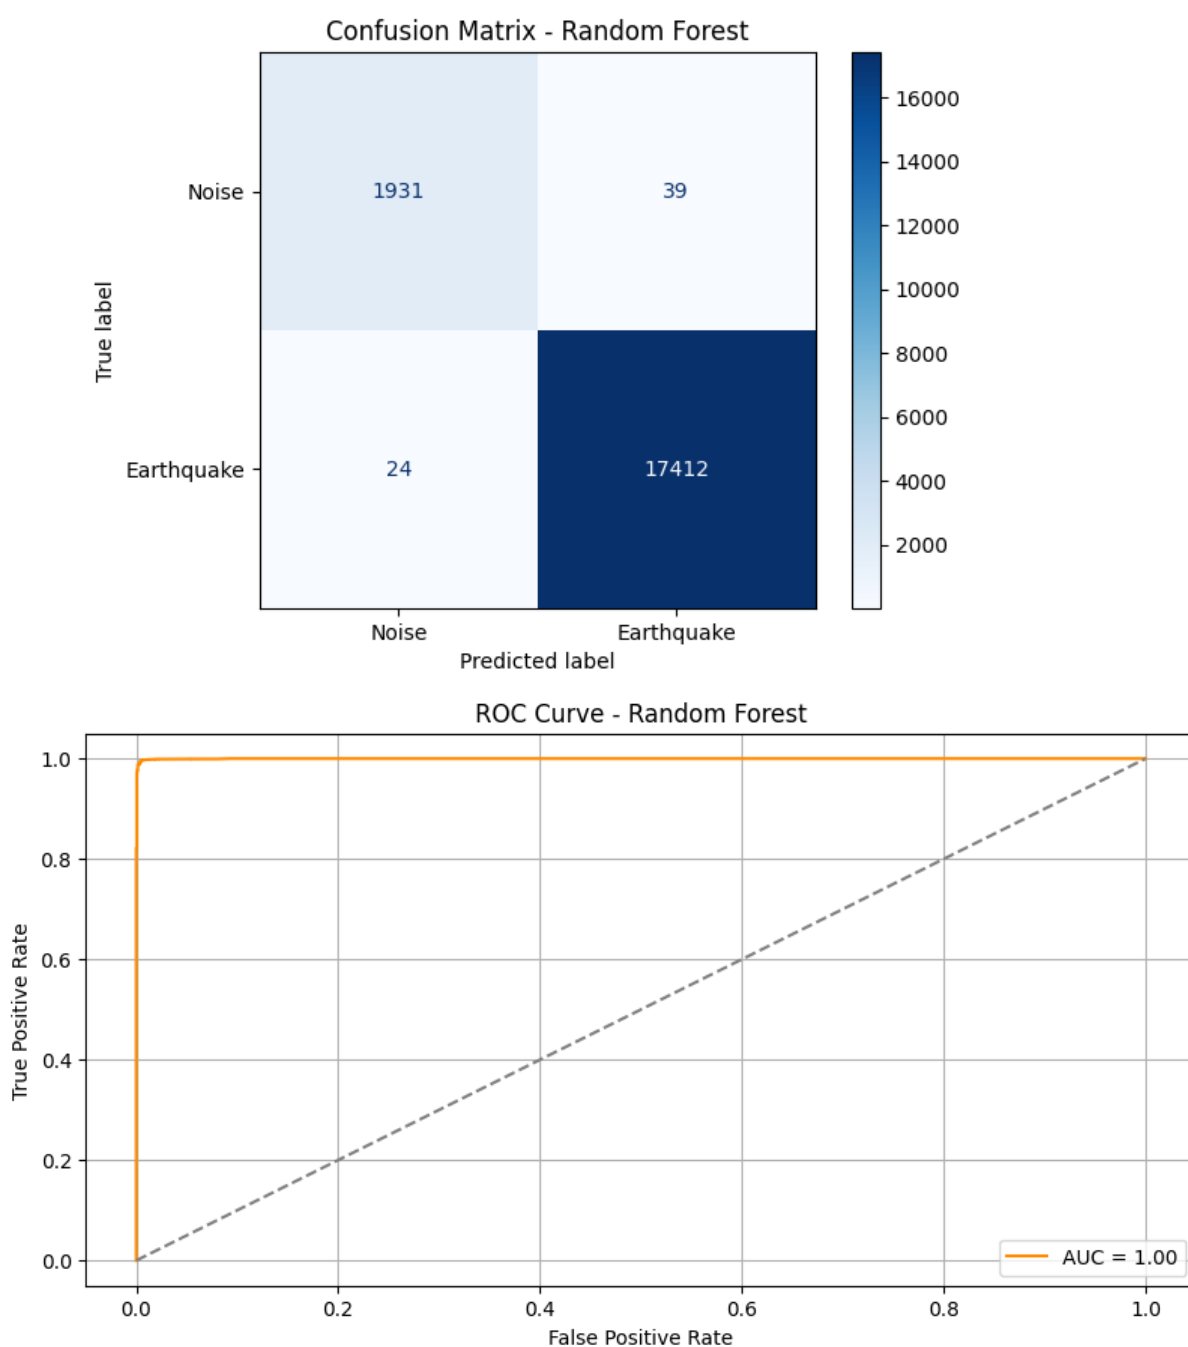 Confusion Matrix - Random Forest
True label
Noise
Earthquake
1931
39
24
17412
Noise
Earthquake
Predicted label
16000
14000
12000
10000
8000
6000
4000
2000
ROC Curve - Random Forest
True Positive Rate
1.0
0.8
0.6
0.4
0.2
0.0
AUC = 1.00
0.0
0.2
0.4
0.6
0.8
1.0
False Positive Rate